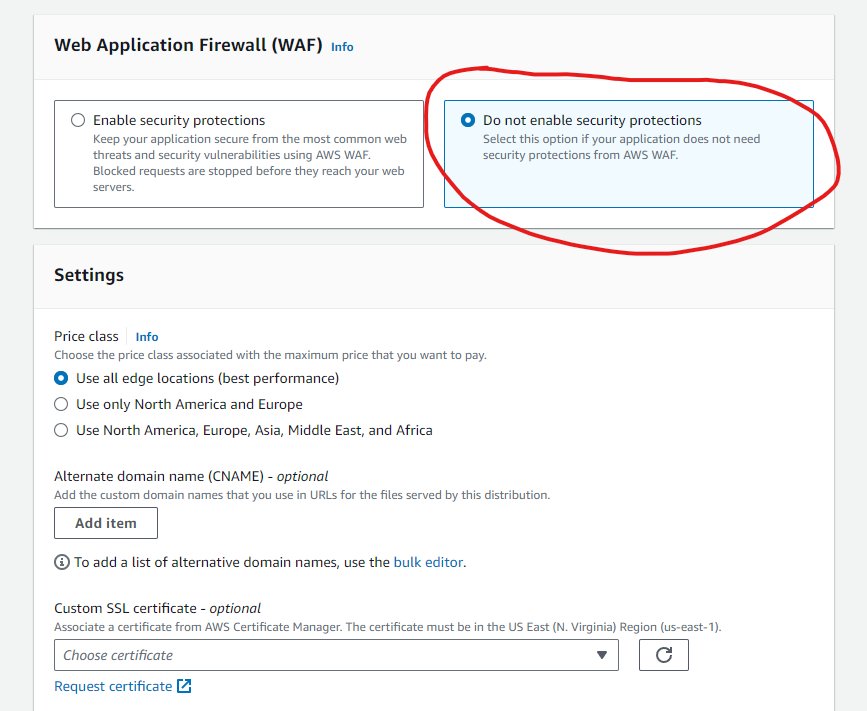 Web Application Firewall (WAF) Info
Enable security protections
Keep your application secure from the most common web
threats and security vulnerabilities using AWS WAF.
Blocked requests are stopped before they reach your web
servers.
Do not enable security protections
Select this option if your application does not need
security protections from AWS WAF.
Settings
Price class Info
Choose the price class associated with the maximum price that you want to pay.
Use all edge locations (best performance)
Use only North America and Europe
Use North America, Europe, Asia, Middle East, and Africa
Alternate domain name (CNAME) - optional
Add the custom domain names that you use in URLs for the files served by this distribution.
Add item
To add a list of alternative domain names, use the bulk editor.
Custom SSL certificate - optional
Associate a certificate from AWS Certificate Manager. The certificate must be in the US East (N. Virginia) Region (us-east-1).
Choose certificate
Request certificate